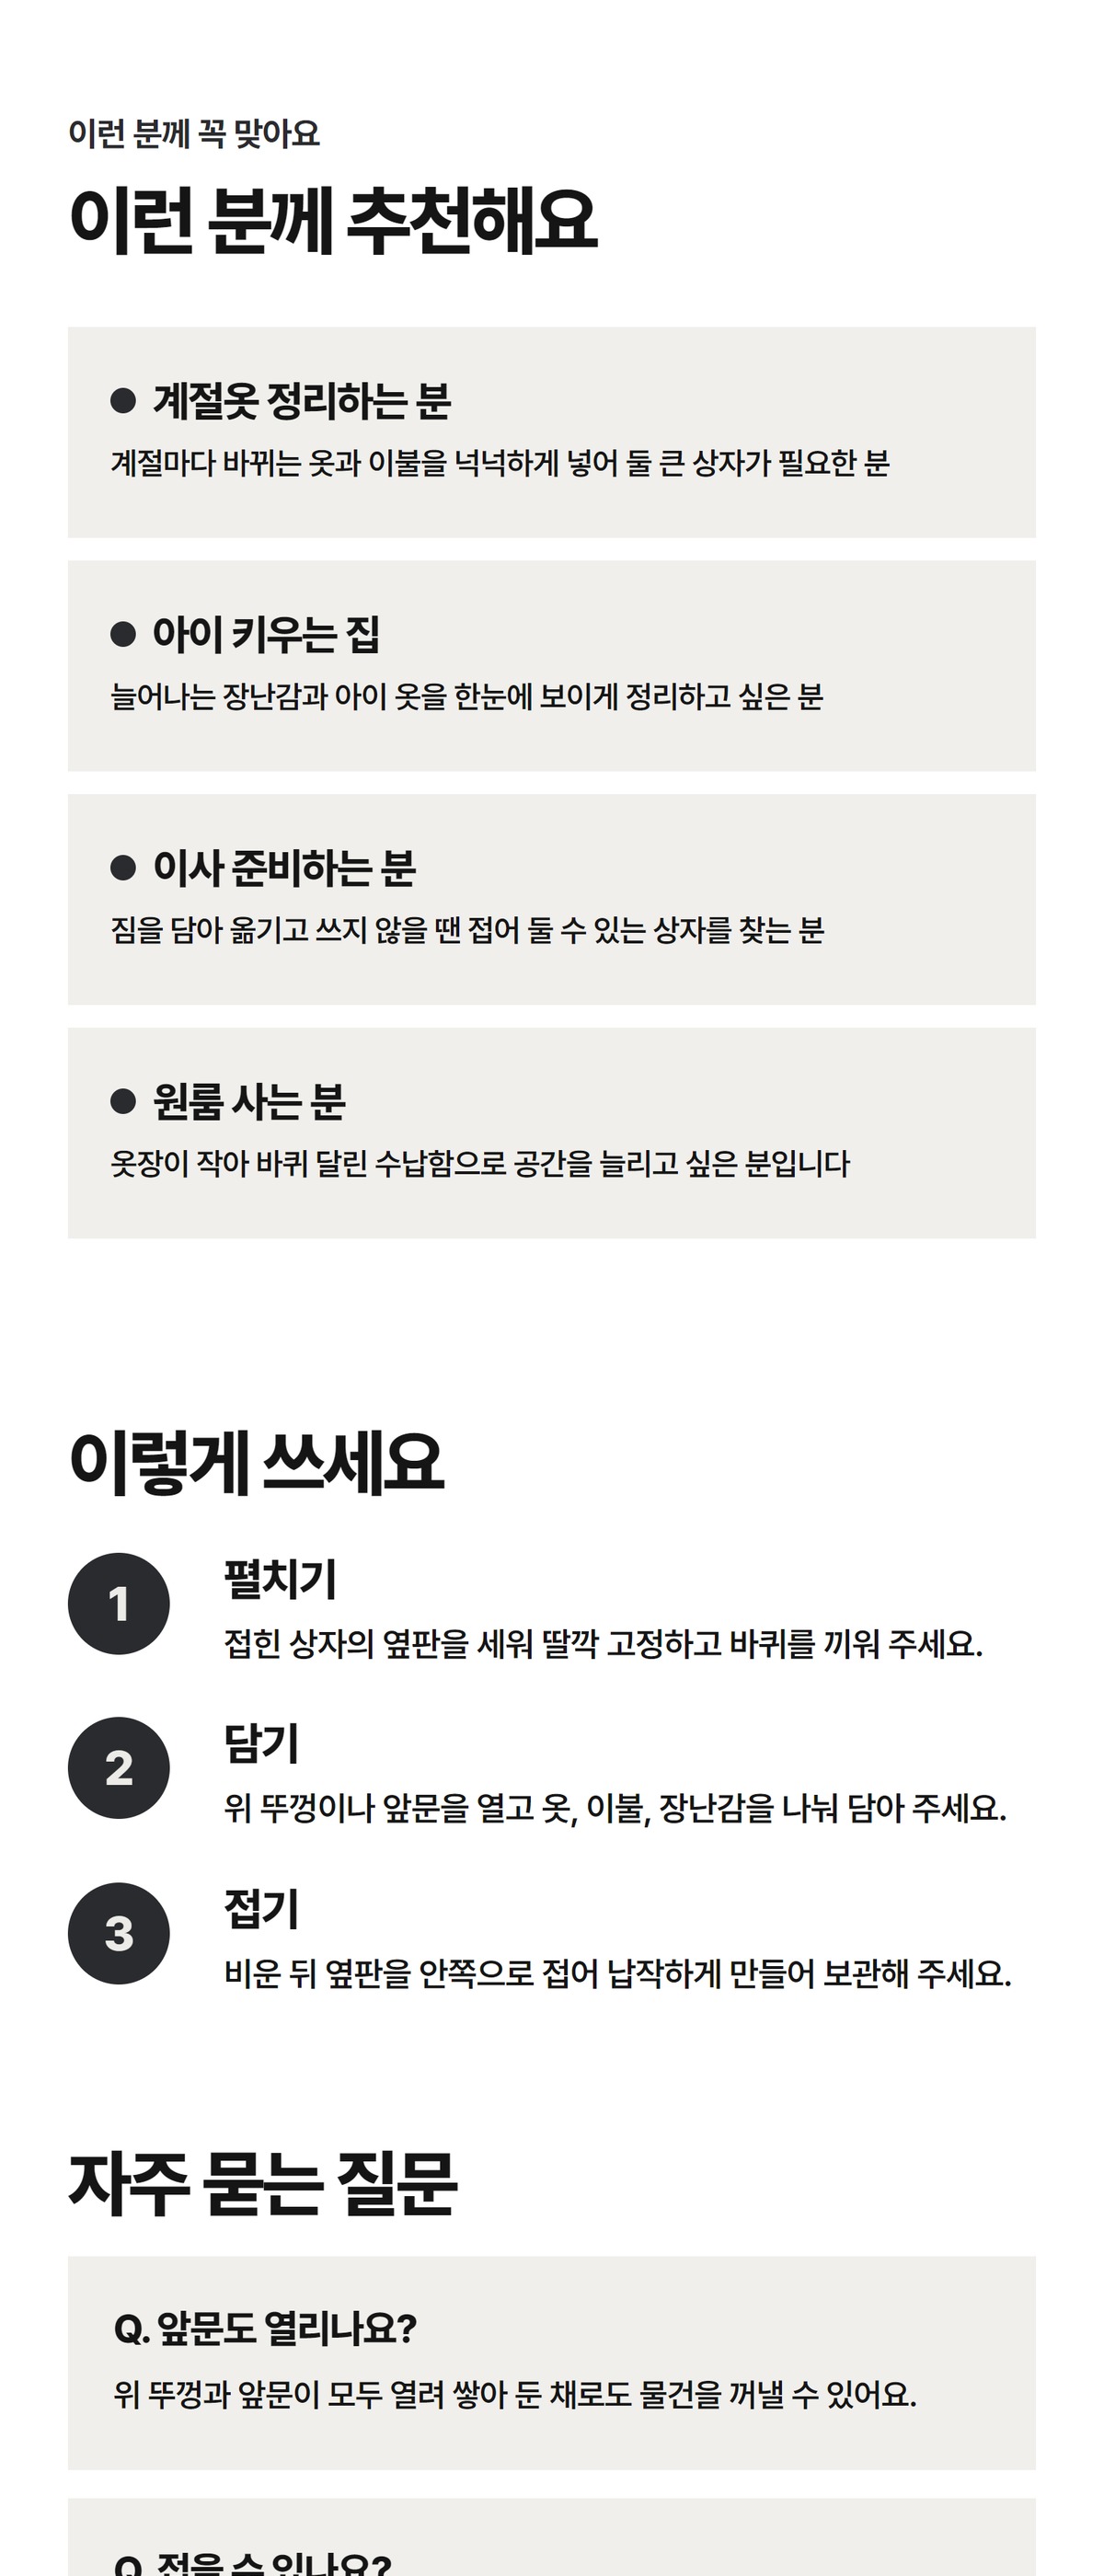 이런 분께 꼭 맞아요
이런 분께 추천해요
계절옷 정리하는 분
계절마다 바뀌는 옷과 이불을 넉넉하게 넣어 둘 큰 상자가 필요한 분
아이 키우는 집
늘어나는 장난감과 아이 옷을 한눈에 보이게 정리하고 싶은 분
이사 준비하는 분
짐을 담아 옮기고 쓰지 않을 땐 접어 둘 수 있는 상자를 찾는 분
원룸 사는 분
옷장이 작아 바퀴 달린 수납함으로 공간을 늘리고 싶은 분입니다
이렇게 쓰세요
1
펼치기
접힌 상자의 옆판을 세워 딸깍 고정하고 바퀴를 끼워 주세요.
2
담기
위 뚜껑이나 앞문을 열고 옷, 이불, 장난감을 나눠 담아 주세요.
3
접기
비운 뒤 옆판을 안쪽으로 접어 납작하게 만들어 보관해 주세요.
자주 묻는 질문
Q. 앞문도 열리나요?
위 뚜껑과 앞문이 모두 열려 쌓아 둔 채로도 물건을 꺼낼 수 있어요.
Q. 접을 수 있나요?